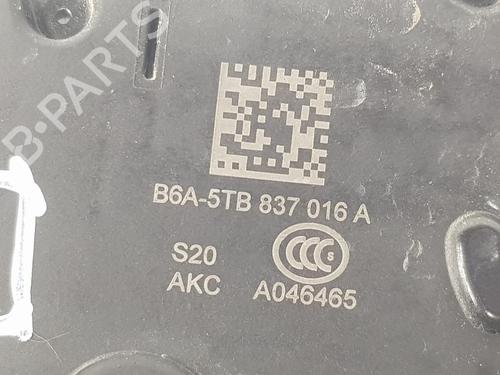 B-PARTS
B6A-5TB 837 016 A
S20
CCC S
AKC A046465